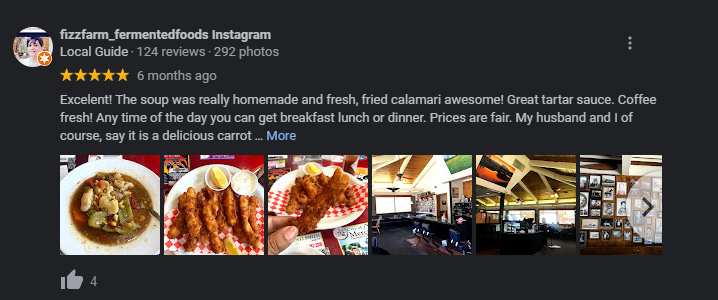 fizzfarm_fermentedfoods Instagram
Local Guide · 124 reviews · 292 photos
6 months ago
Excelent! The soup was really homemade and fresh, fried calamari awesome! Great tartar sauce. Coffee
fresh! Any time of the day you can get breakfast lunch or dinner. Prices are fair. My husband and I of
course, say it is a delicious carrot ... More
4